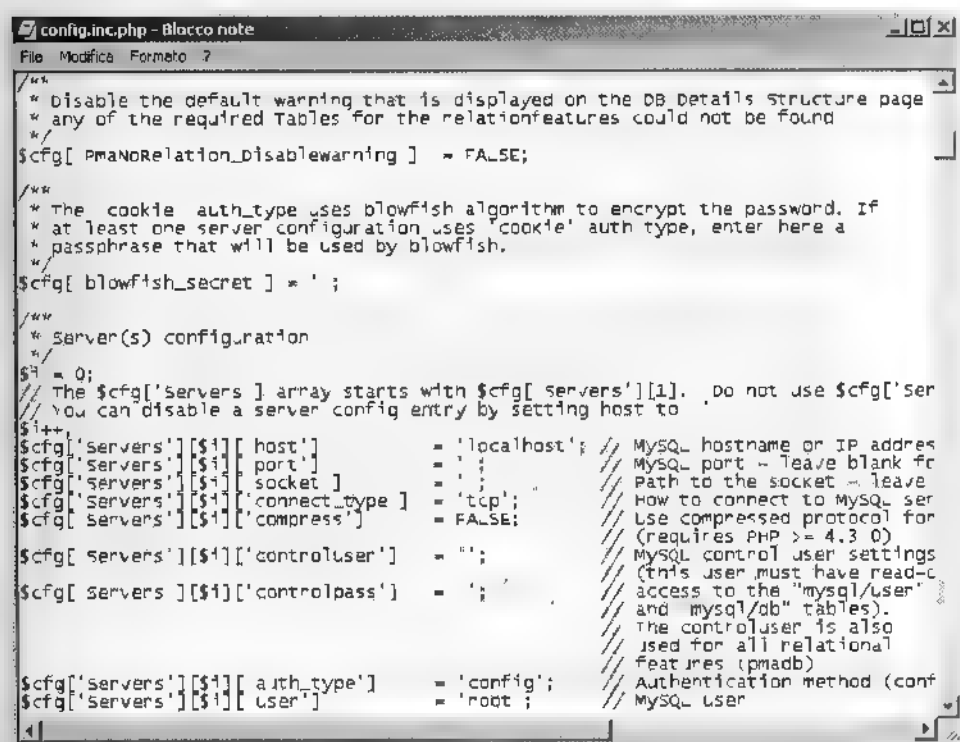 config.inc.php - Blocco note
File Modifica Formato ?
/**
* Disable the default warning that is displayed on the DB Details Structure page
* any of the required Tables for the relationfeatures could not be found
*/
$cfg[ PmaNoRelation_DisableWarning ] = FALSE;
/**
* The cookie auth_type uses blowfish algorithm to encrypt the password. If
* at least one server configuration uses 'cookie' auth type, enter here a
* passphrase that will be used by blowfish.
*/
$cfg[ blowfish_secret ] = ' ;
/**
* Server(s) configuration
*/
$i = 0;
// The $cfg['Servers ] array starts with $cfg[ Servers'][1]. Do not use $cfg['Ser
// You can disable a server config entry by setting host to '
$i++,
$cfg['Servers'][$i][ host'] = 'localhost'; // MySQL hostname or IP addres
$cfg['Servers'][$i][ port'] = ' ; // MySQL port - leave blank fo
$cfg['Servers'][$i][ socket ] = ' ; // Path to the socket - leave
$cfg['Servers'][$i]['connect_type ] = 'tcp'; // How to connect to MySQL ser
$cfg[ Servers'][$i]['compress'] = FALSE; // Use compressed protocol for
// (requires PHP >= 4.3 0)
$cfg[ Servers'][$i]['controluser'] = ''; // MySQL control user settings
// (this user must have read-o
$cfg[ Servers ][$i]['controlpass'] = '; // access to the "mysql/user"
// and mysql/db" tables).
// The controluser is also
// used for all relational
// features (pmadb)
$cfg['Servers'][$i][ auth_type'] = 'config'; // Authentication method (conf
$cfg['Servers'][$i][ user'] = 'root ; // MySQL user